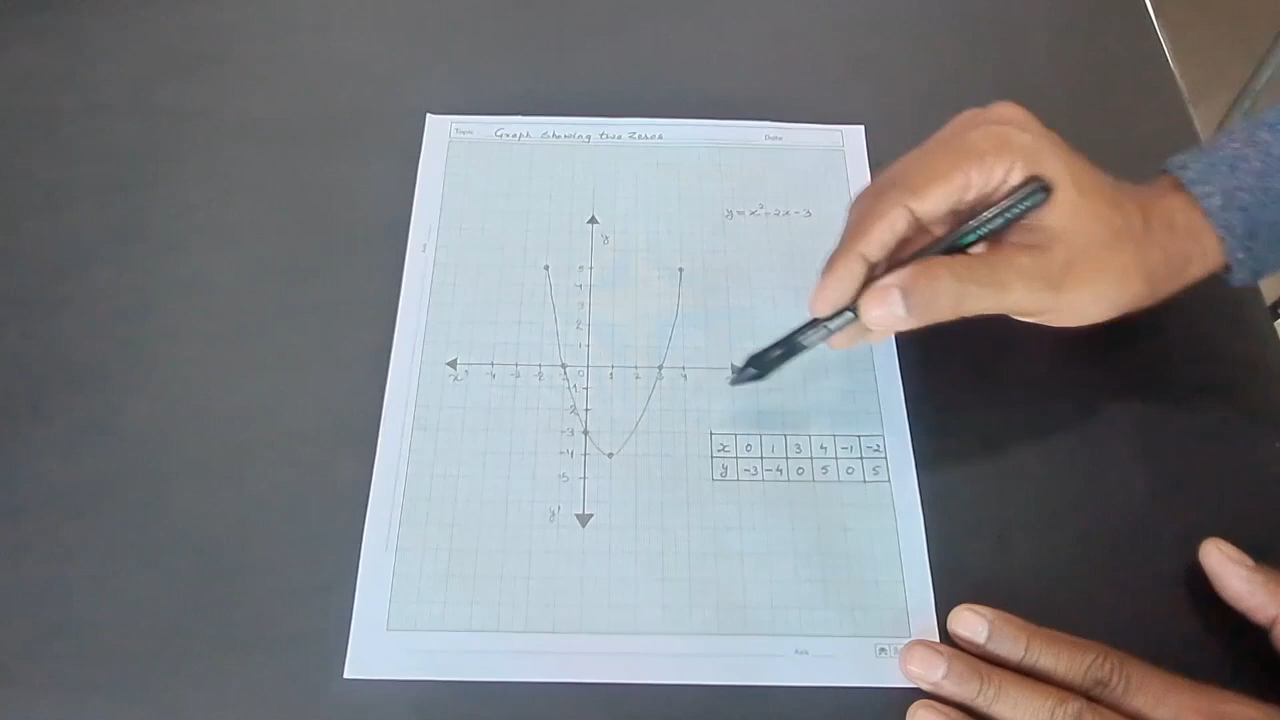 Topic Graph showing two Zeros Date
y = x² - 2x - 3
y
5
4
3
2
1
x' -4 -3 -2 -1 0 1 2 3 4
-1
-2
-3
-4
-5
y'
x 0 1 3 4 -1 -2
y -3 -4 0 5 0 5